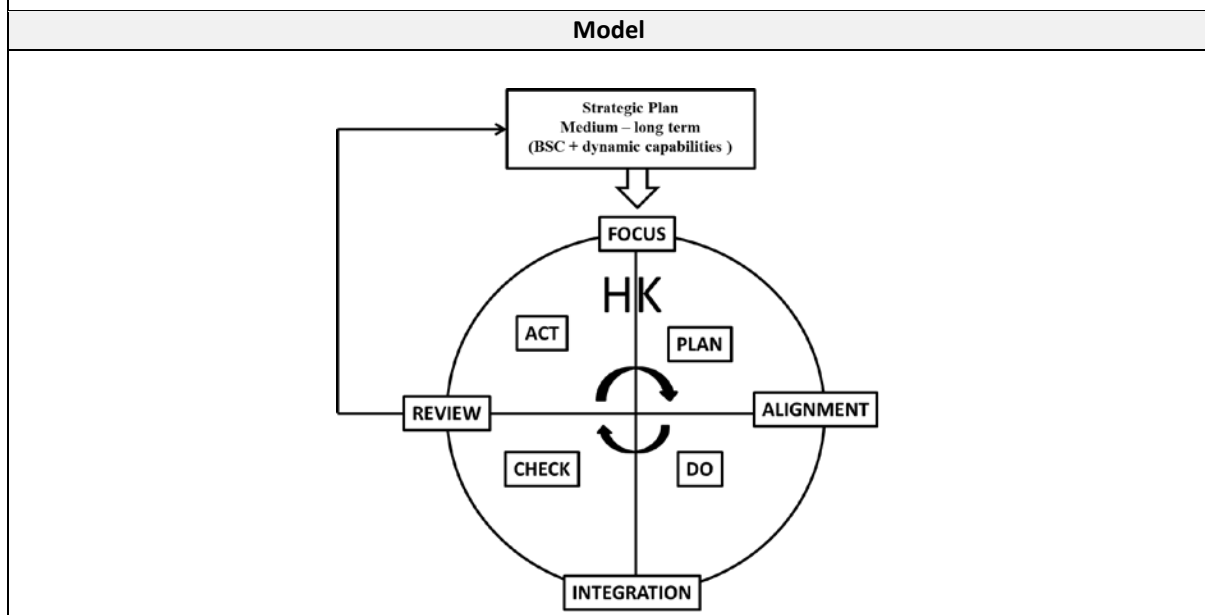 Model
Strategic Plan
Medium – long term
(BSC + dynamic capabilities )
FOCUS
HK
ACT
PLAN
REVIEW
ALIGNMENT
CHECK
DO
INTEGRATION